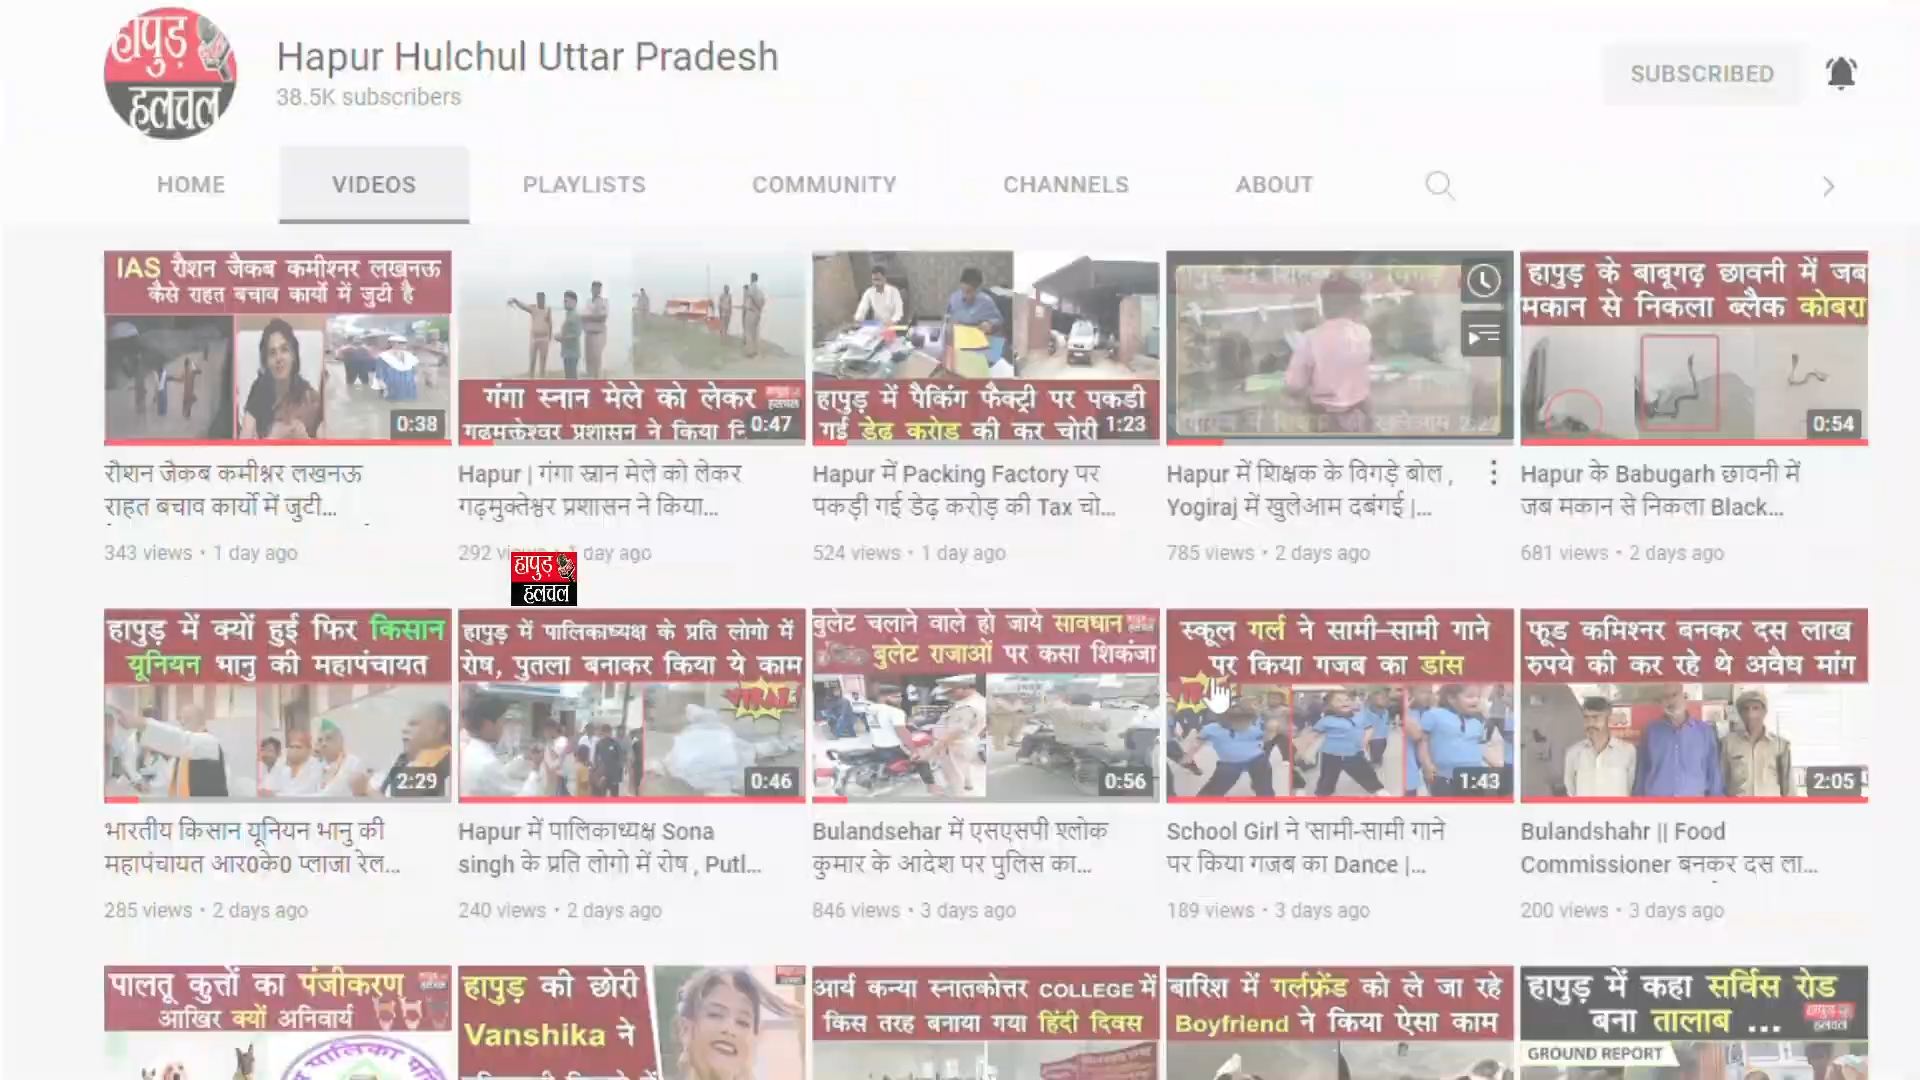 हापुड़
हलचल
Hapur Hulchul Uttar Pradesh
38.5K subscribers
SUBSCRIBED
HOME
VIDEOS
PLAYLISTS
COMMUNITY
CHANNELS
ABOUT
IAS रौशन जैकब कमीश्नर लखनऊ
कैसे राहत बचाव कार्यो में जुटी है
0:38
गंगा स्नान मेले को लेकर
गढमुक्तेश्वर प्रशासन ने किया
0:47
हापुड़ में पैकिंग फैक्ट्री पर पकडी
गई डेढ़ करोड़ की कर चोरी
1:23
हापुड़ के बाबूगढ़ छावनी में जब
मकान से निकला ब्लैक कोबरा
0:54
रौशन जैकब कमीश्नर लखनऊ
राहत बचाव कार्यो में जुटी...
343 views • 1 day ago
Hapur | गंगा स्नान मेले को लेकर
गढ़मुक्तेश्वर प्रशासन ने किया...
292 views • 1 day ago
Hapur में Packing Factory पर
पकड़ी गई डेढ़ करोड़ की Tax चो...
524 views • 1 day ago
Hapur में शिक्षक के विगड़े बोल ,
Yogiraj में खुलेआम दबंगई |...
785 views • 2 days ago
Hapur के Babugarh छावनी में
जब मकान से निकला Black...
681 views • 2 days ago
हापुड़
हलचल
हापुड़ में क्यों हुई फिर किसान
यूनियन भानु की महापंचायत
2:29
हापुड़ में पालिकाध्यक्ष के प्रति लोगो में
रोष, पुतला बनाकर किया ये काम
VIRAL!
0:46
बुलेट चलाने वाले हो जाये सावधान
बुलेट राजाओं पर कसा शिकंजा
0:56
स्कूल गर्ल ने सामी-सामी गाने
पर किया गजब का डांस
1:43
फूड कमिश्नर बनकर दस लाख
रुपये की कर रहे थे अवैध मांग
2:05
भारतीय किसान यूनियन भानु की
महापंचायत आर0के0 प्लाजा रेल...
285 views • 2 days ago
Hapur में पालिकाध्यक्ष Sona
singh के प्रति लोगो में रोष , Putl...
240 views • 2 days ago
Bulandsehar में एसएसपी श्लोक
कुमार के आदेश पर पुलिस का...
846 views • 3 days ago
School Girl ने 'सामी-सामी गाने
पर किया गजब का Dance |...
189 views • 3 days ago
Bulandshahr || Food
Commissioner बनकर दस ला...
200 views • 3 days ago
पालतू कुत्तों का पंजीकरण
आखिर क्यों अनिवार्य
हापुड़ की छोरी
Vanshika ने
आर्य कन्या स्नातकोत्तर COLLEGE में
किस तरह बनाया गया हिंदी दिवस
बारिश में गर्लफ्रेंड को ले जा रहे
Boyfriend ने किया ऐसा काम
हापुड़ में कहा सर्विस रोड
बना तालाब ...
GROUND REPORT